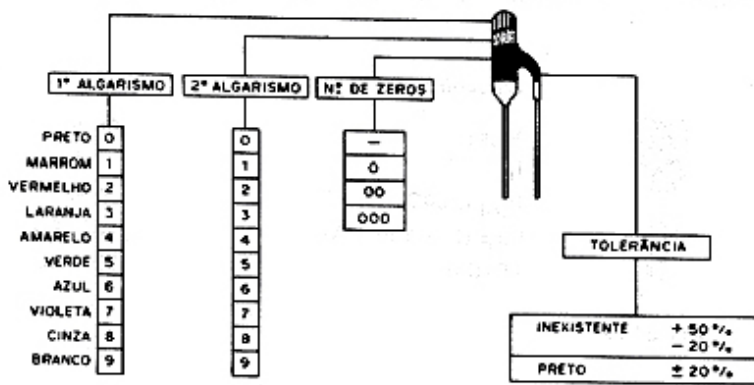 1º ALGARISMO 2º ALGARISMO Nº DE ZEROS
PRETO 0 0 —
MARROM 1 1 0
VERMELHO 2 2 00
LARANJA 3 3 000
AMARELO 4 4
VERDE 5 5
AZUL 6 6
VIOLETA 7 7
CINZA 8 8
BRANCO 9 9
TOLERÂNCIA
INEXISTENTE + 50 %
- 20 %
PRETO ± 20 %